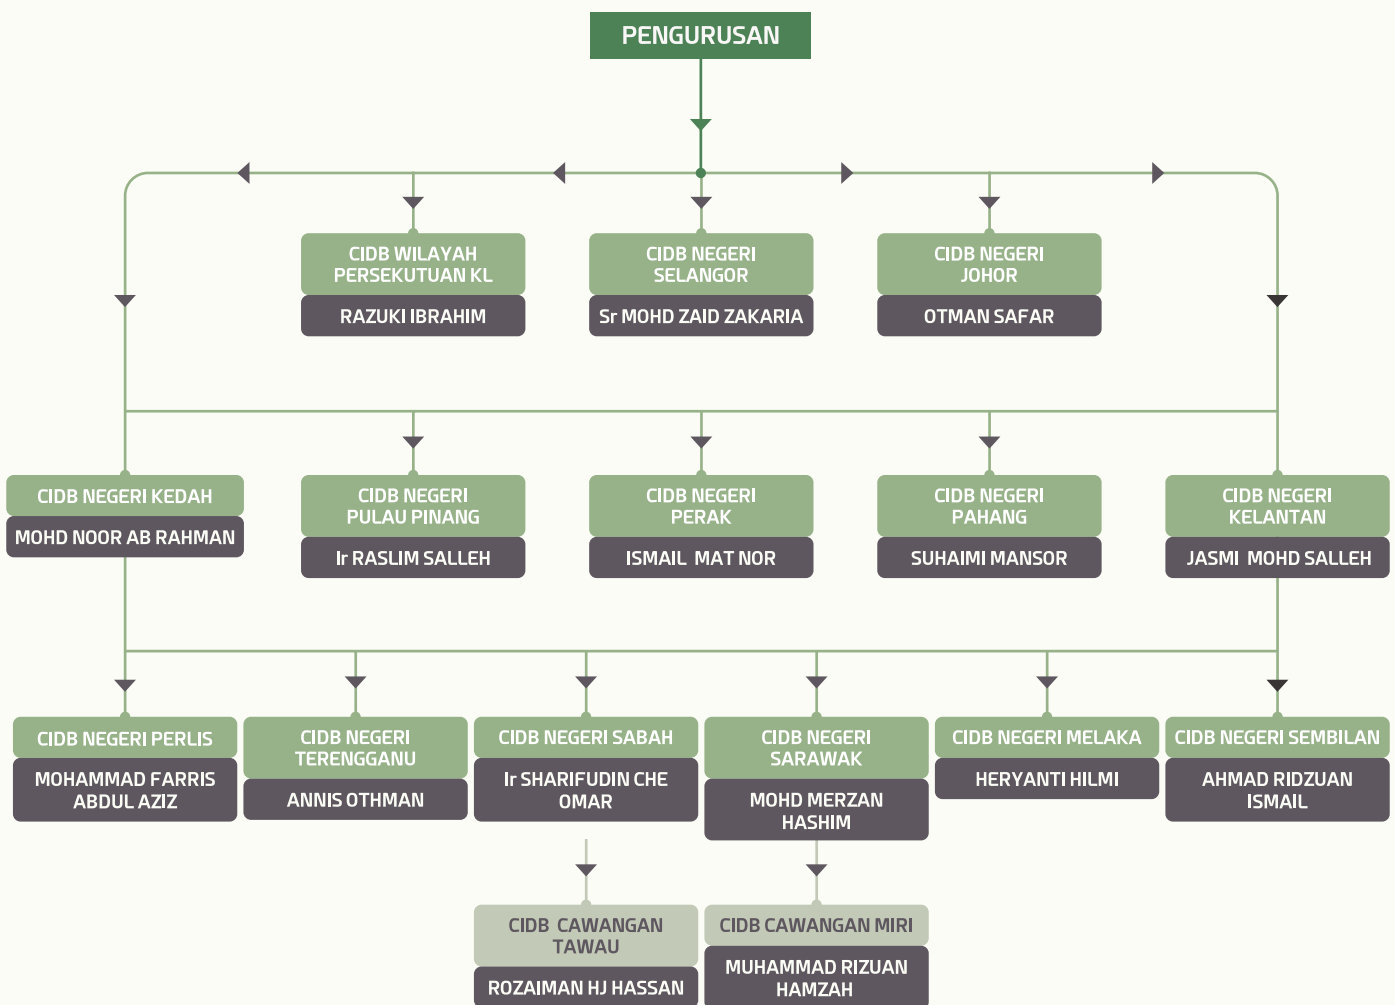 PENGURUSAN
CIDB WILAYAH
PERSEKUTUAN KL
RAZUKI IBRAHIM
CIDB NEGERI
SELANGOR
Sr MOHD ZAID ZAKARIA
CIDB NEGERI
JOHOR
OTMAN SAFAR
CIDB NEGERI KEDAH
MOHD NOOR AB RAHMAN
CIDB NEGERI
PULAU PINANG
Ir RASLIM SALLEH
CIDB NEGERI
PERAK
ISMAIL MAT NOR
CIDB NEGERI
PAHANG
SUHAIMI MANSOR
CIDB NEGERI
KELANTAN
JASMI MOHD SALLEH
CIDB NEGERI PERLIS
MOHAMMAD FARRIS
ABDUL AZIZ
CIDB NEGERI
TERENGGANU
ANNIS OTHMAN
CIDB NEGERI SABAH
Ir SHARIFUDIN CHE
OMAR
CIDB NEGERI
SARAWAK
MOHD MERZAN
HASHIM
CIDB NEGERI MELAKA
HERYANTI HILMI
CIDB NEGERI SEMBILAN
AHMAD RIDZUAN
ISMAIL
CIDB CAWANGAN
TAWAU
ROZAIMAN HJ HASSAN
CIDB CAWANGAN MIRI
MUHAMMAD RIZUAN
HAMZAH